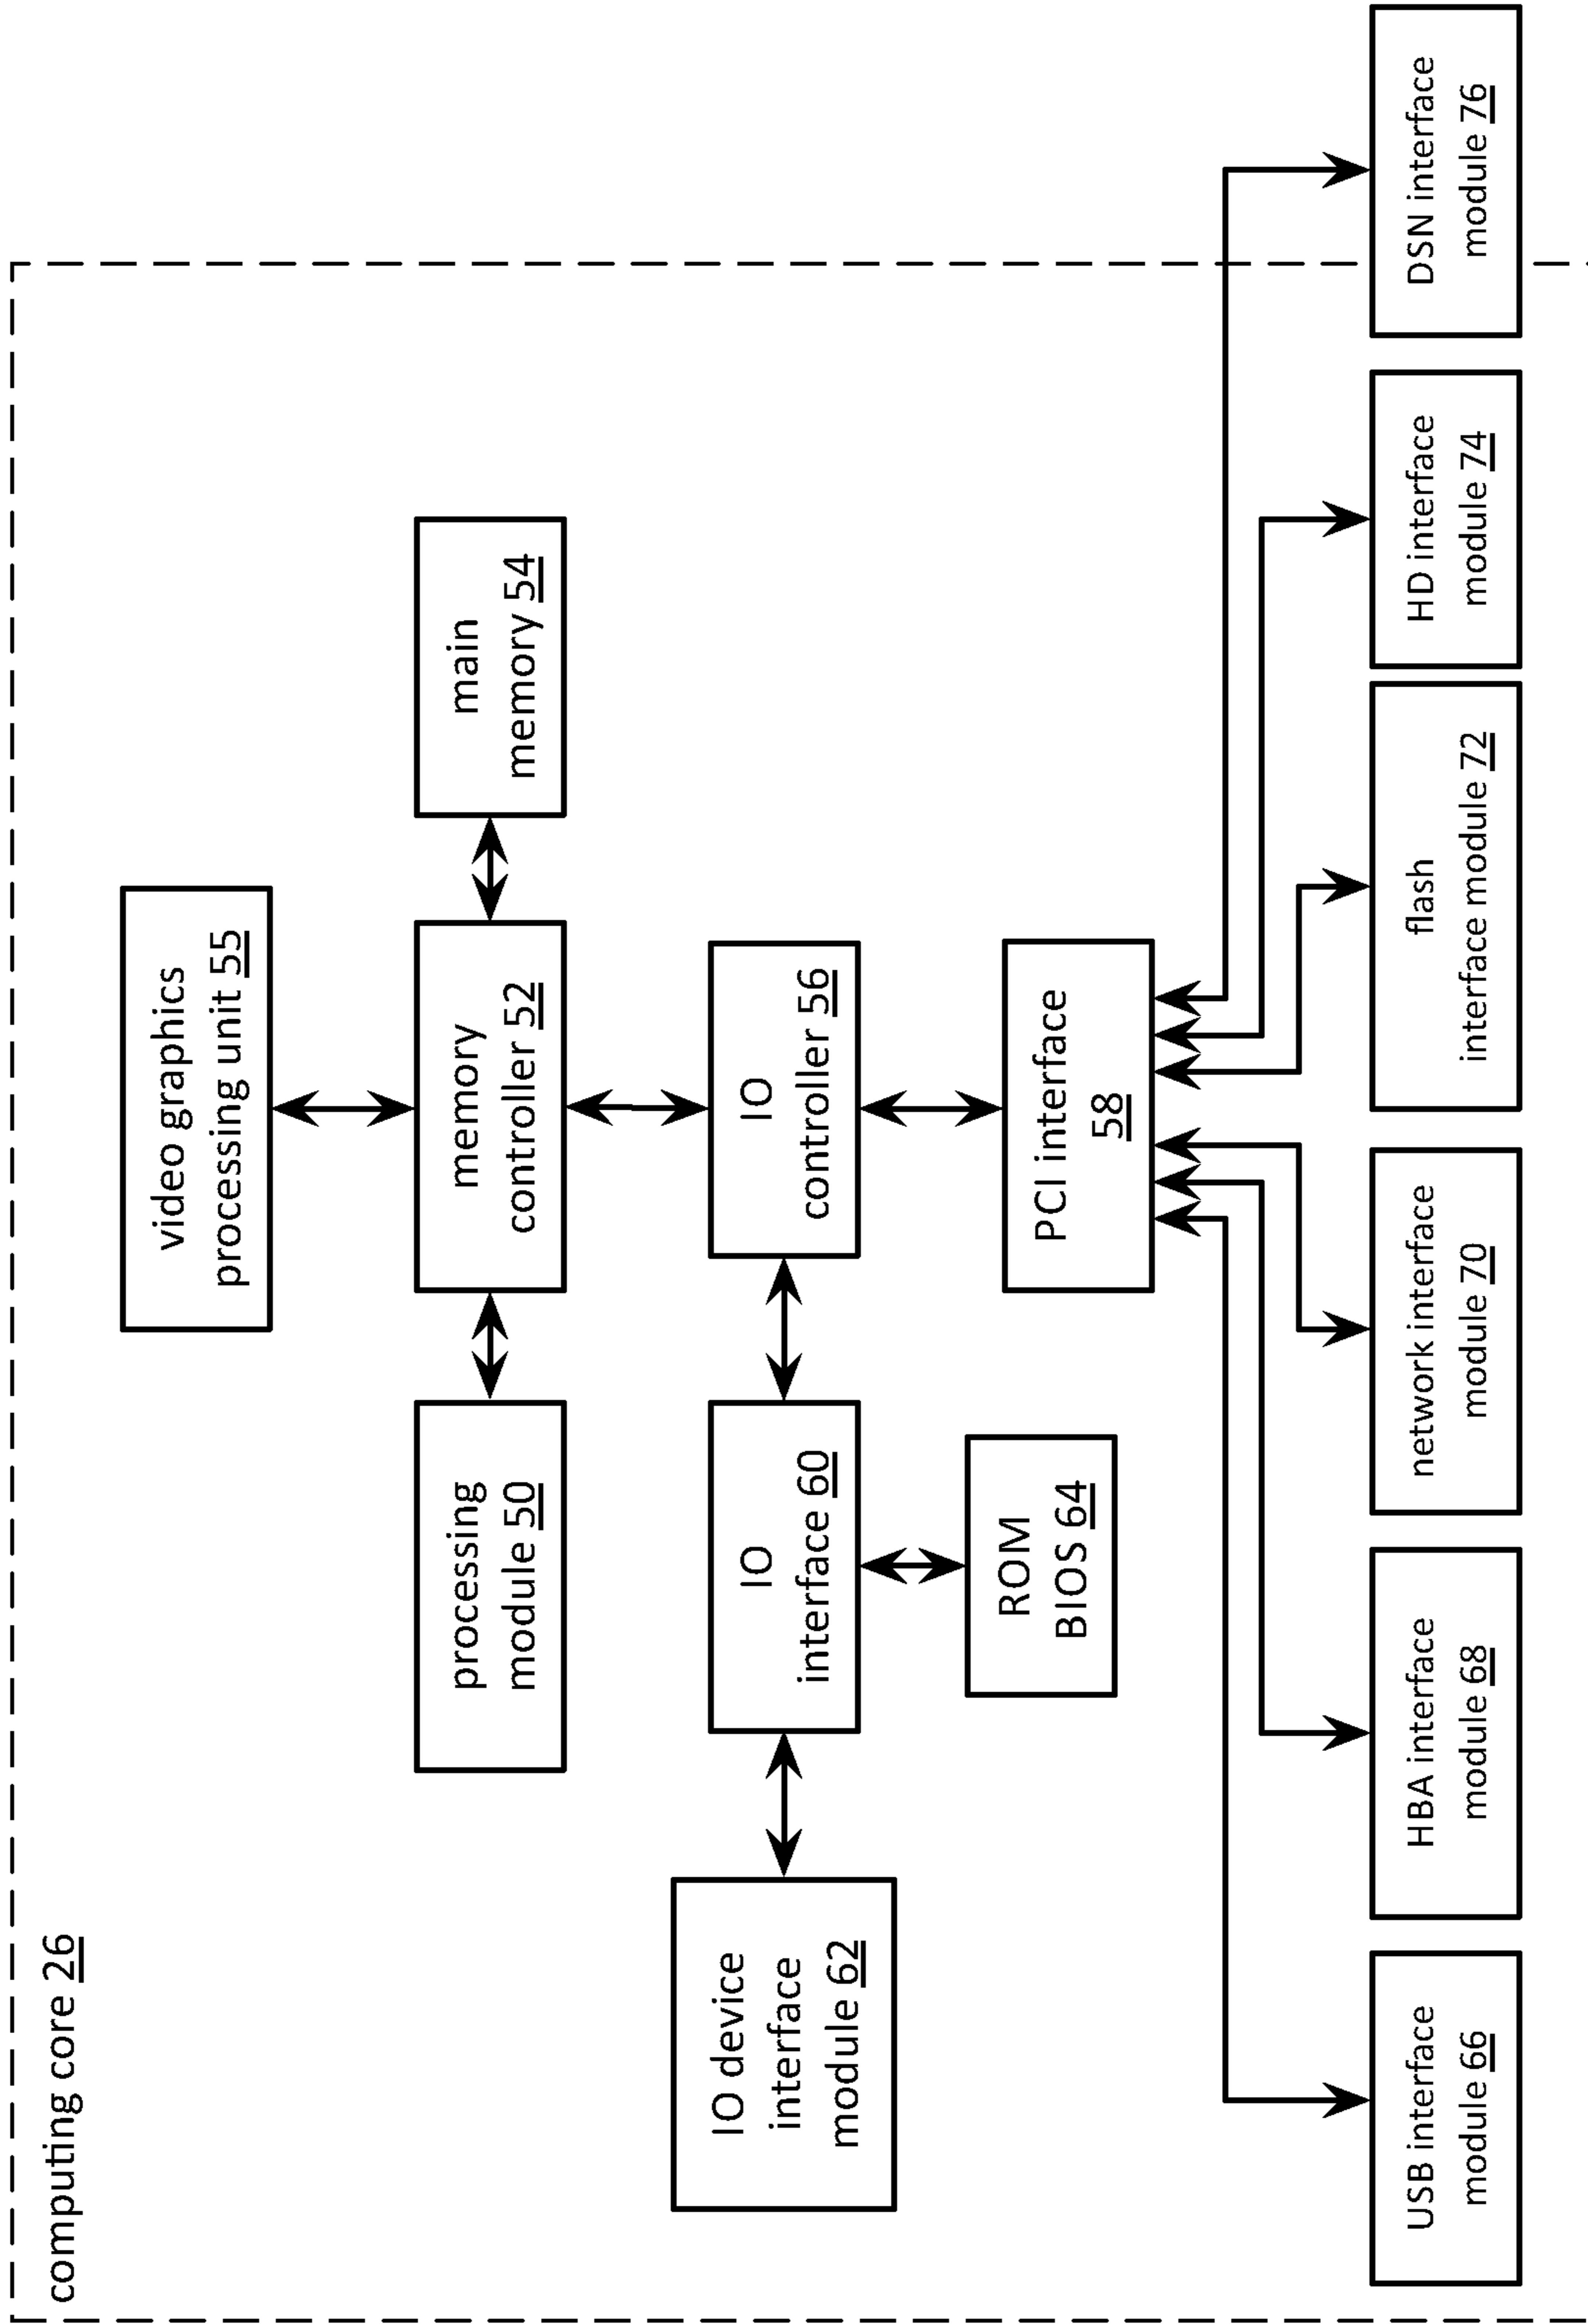 computing core 26
video graphics
processing unit 55
processing
module 50
memory
controller 52
main
memory 54
IO device
interface
module 62
IO
interface 60
IO
controller 56
ROM
BIOS 64
PCI interface
58
USB interface
module 66
HBA interface
module 68
network interface
module 70
flash
interface module 72
HD interface
module 74
DSN interface
module 76